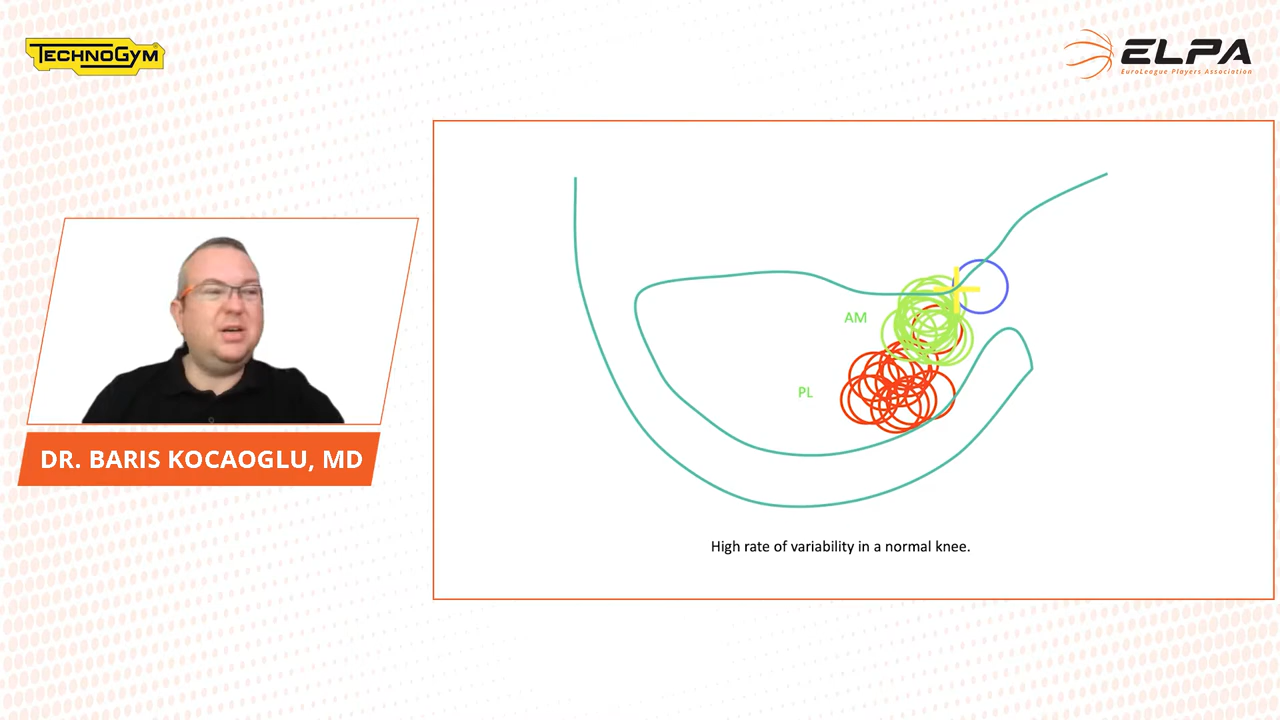 TECHNOGYM
ELPA
EuroLeague Players Association
AM
PL
DR. BARIS KOCAOGLU, MD
High rate of variability in a normal knee.